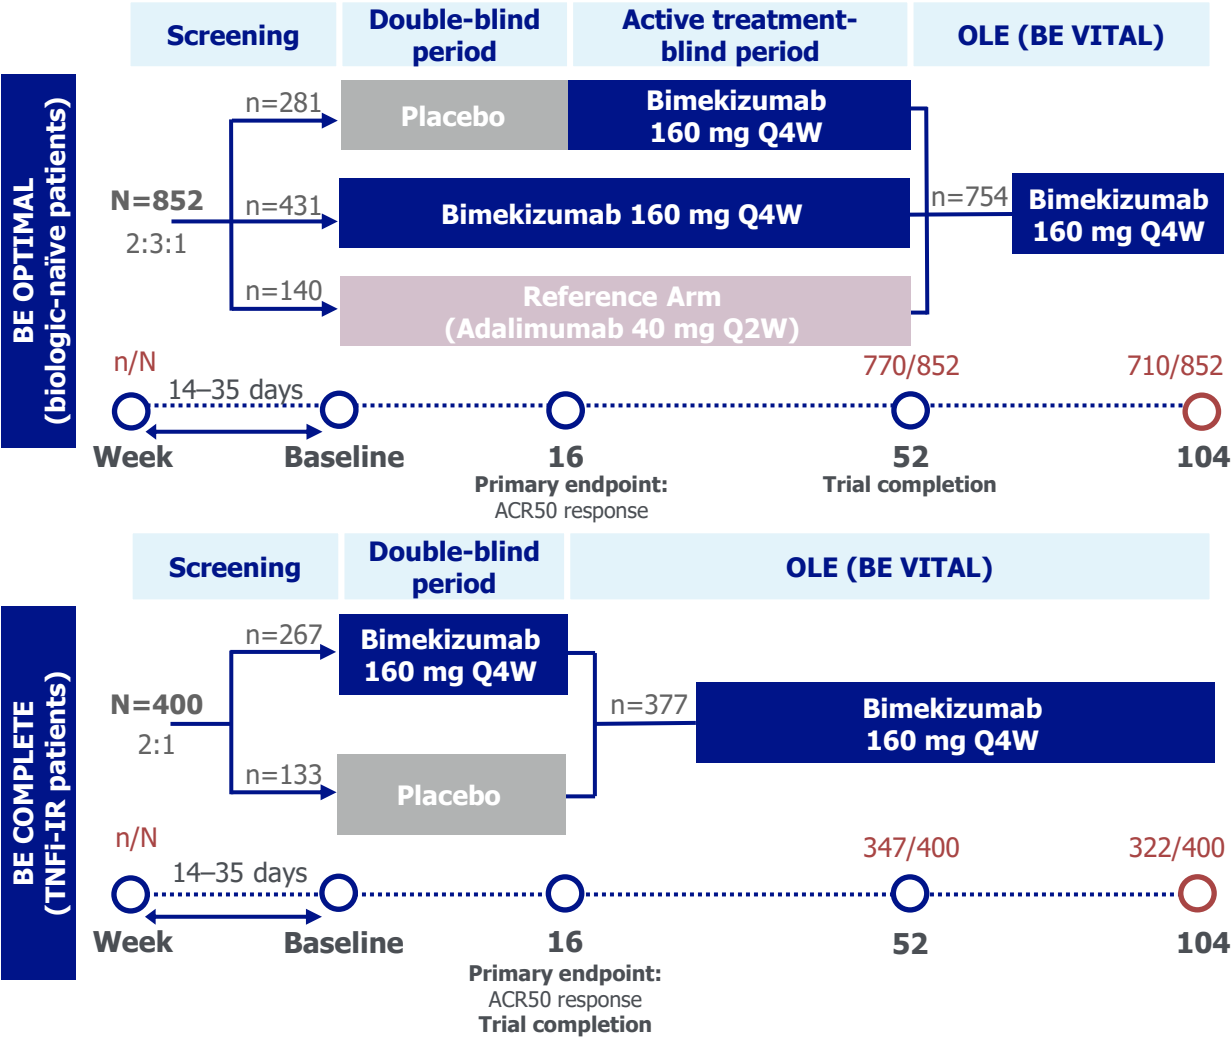 Screening
Double-blind
period
Active treatment-
blind period
OLE (BE VITAL)
BE OPTIMAL
(biologic-naïve patients)
N=852
2:3:1
n=281
Placebo
Bimekizumab
160 mg Q4W
n=431
Bimekizumab 160 mg Q4W
n=140
Reference Arm
(Adalimumab 40 mg Q2W)
n=754
Bimekizumab
160 mg Q4W
n/N
770/852
710/852
14–35 days
Week
Baseline
16
52
104
Primary endpoint:
ACR50 response
Trial completion
Screening
Double-blind
period
OLE (BE VITAL)
BE COMPLETE
(TNFi-IR patients)
N=400
2:1
n=267
Bimekizumab
160 mg Q4W
n=133
Placebo
n=377
Bimekizumab
160 mg Q4W
n/N
347/400
322/400
14–35 days
Week
Baseline
16
52
104
Primary endpoint:
ACR50 response
Trial completion